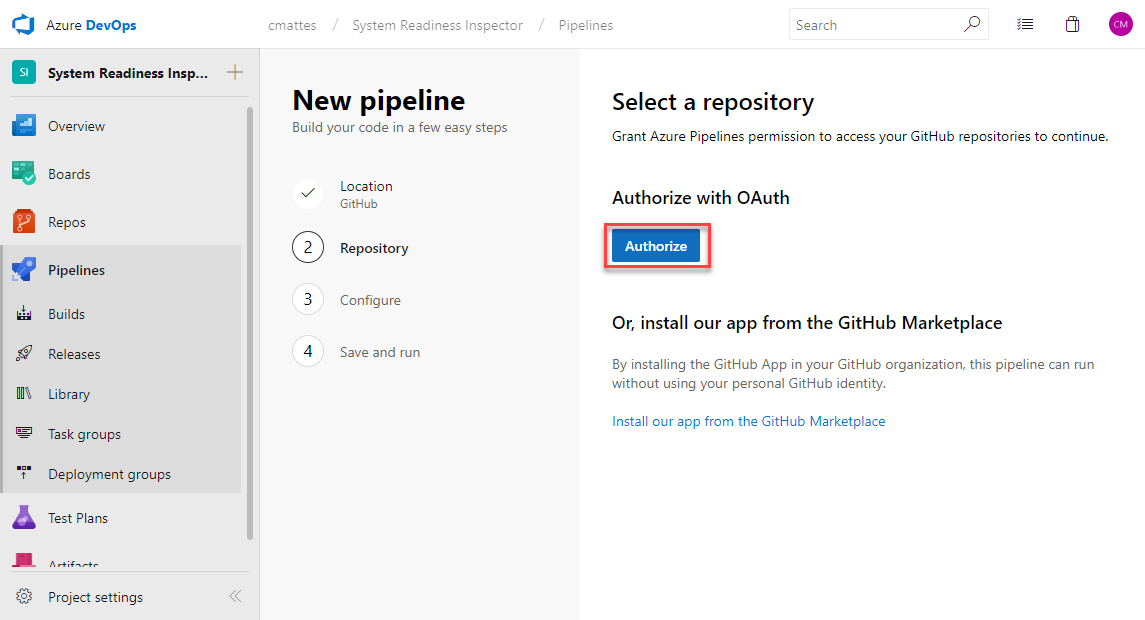 Azure DevOps
cmattes / System Readiness Inspector / Pipelines
Search
CM
SI
System Readiness Insp...
Overview
Boards
Repos
Pipelines
Builds
Releases
Library
Task groups
Deployment groups
Test Plans
Artifacts
Project settings
New pipeline
Build your code in a few easy steps
Location
GitHub
2 Repository
3 Configure
4 Save and run
Select a repository
Grant Azure Pipelines permission to access your GitHub repositories to continue.
Authorize with OAuth
Authorize
Or, install our app from the GitHub Marketplace
By installing the GitHub App in your GitHub organization, this pipeline can run
without using your personal GitHub identity.
Install our app from the GitHub Marketplace